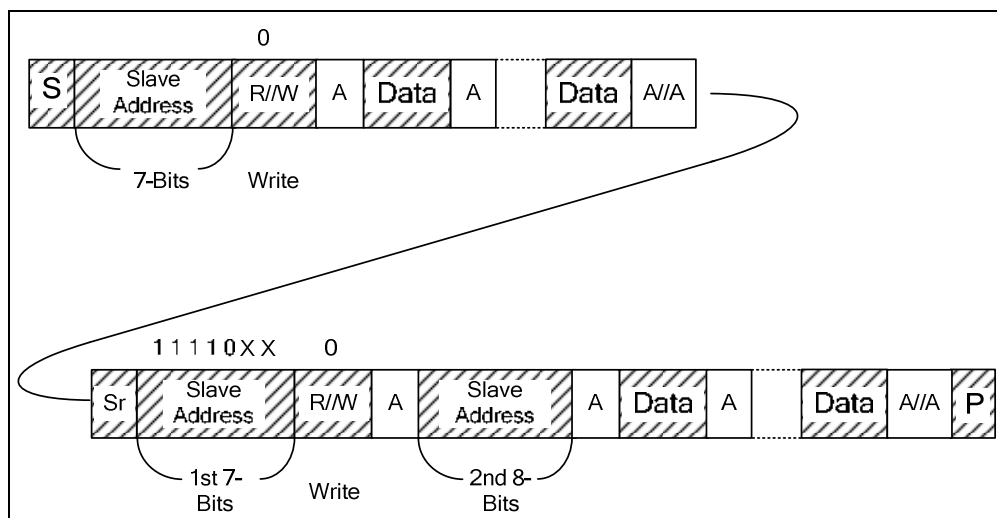 0
S Slave Address R//W A Data A Data A//A
7-Bits Write
1 1 1 1 0 X X 0
Sr Slave Address R//W A Slave Address A Data A Data A//A P
1st 7-Bits Write 2nd 8-Bits